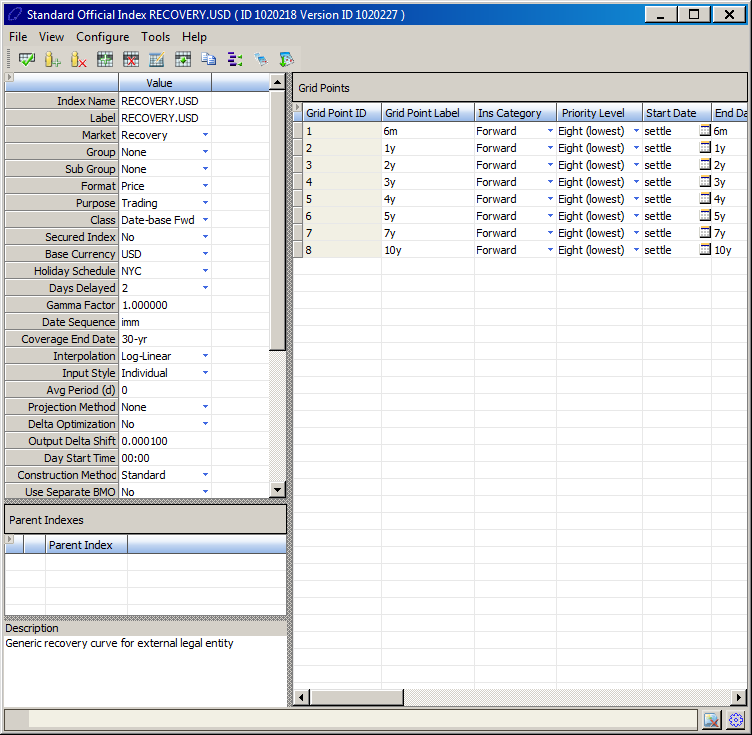 Standard Official Index RECOVERY.USD ( ID 1020218 Version ID 1020227 )
File View Configure Tools Help
Value
Index Name RECOVERY.USD
Label RECOVERY.USD
Market Recovery
Group None
Sub Group None
Format Price
Purpose Trading
Class Date-base Fwd
Secured Index No
Base Currency USD
Holiday Schedule NYC
Days Delayed 2
Gamma Factor 1.000000
Date Sequence imm
Coverage End Date 30-yr
Interpolation Log-Linear
Input Style Individual
Avg Period (d) 0
Projection Method None
Delta Optimization No
Output Delta Shift 0.000100
Day Start Time 00:00
Construction Method Standard
Use Separate BMO No
Parent Indexes
Parent Index
Description
Generic recovery curve for external legal entity
Grid Points
Grid Point ID Grid Point Label Ins Category Priority Level Start Date End Da
1 6m Forward Eight (lowest) settle 6m
2 1y Forward Eight (lowest) settle 1y
3 2y Forward Eight (lowest) settle 2y
4 3y Forward Eight (lowest) settle 3y
5 4y Forward Eight (lowest) settle 4y
6 5y Forward Eight (lowest) settle 5y
7 7y Forward Eight (lowest) settle 7y
8 10y Forward Eight (lowest) settle 10y